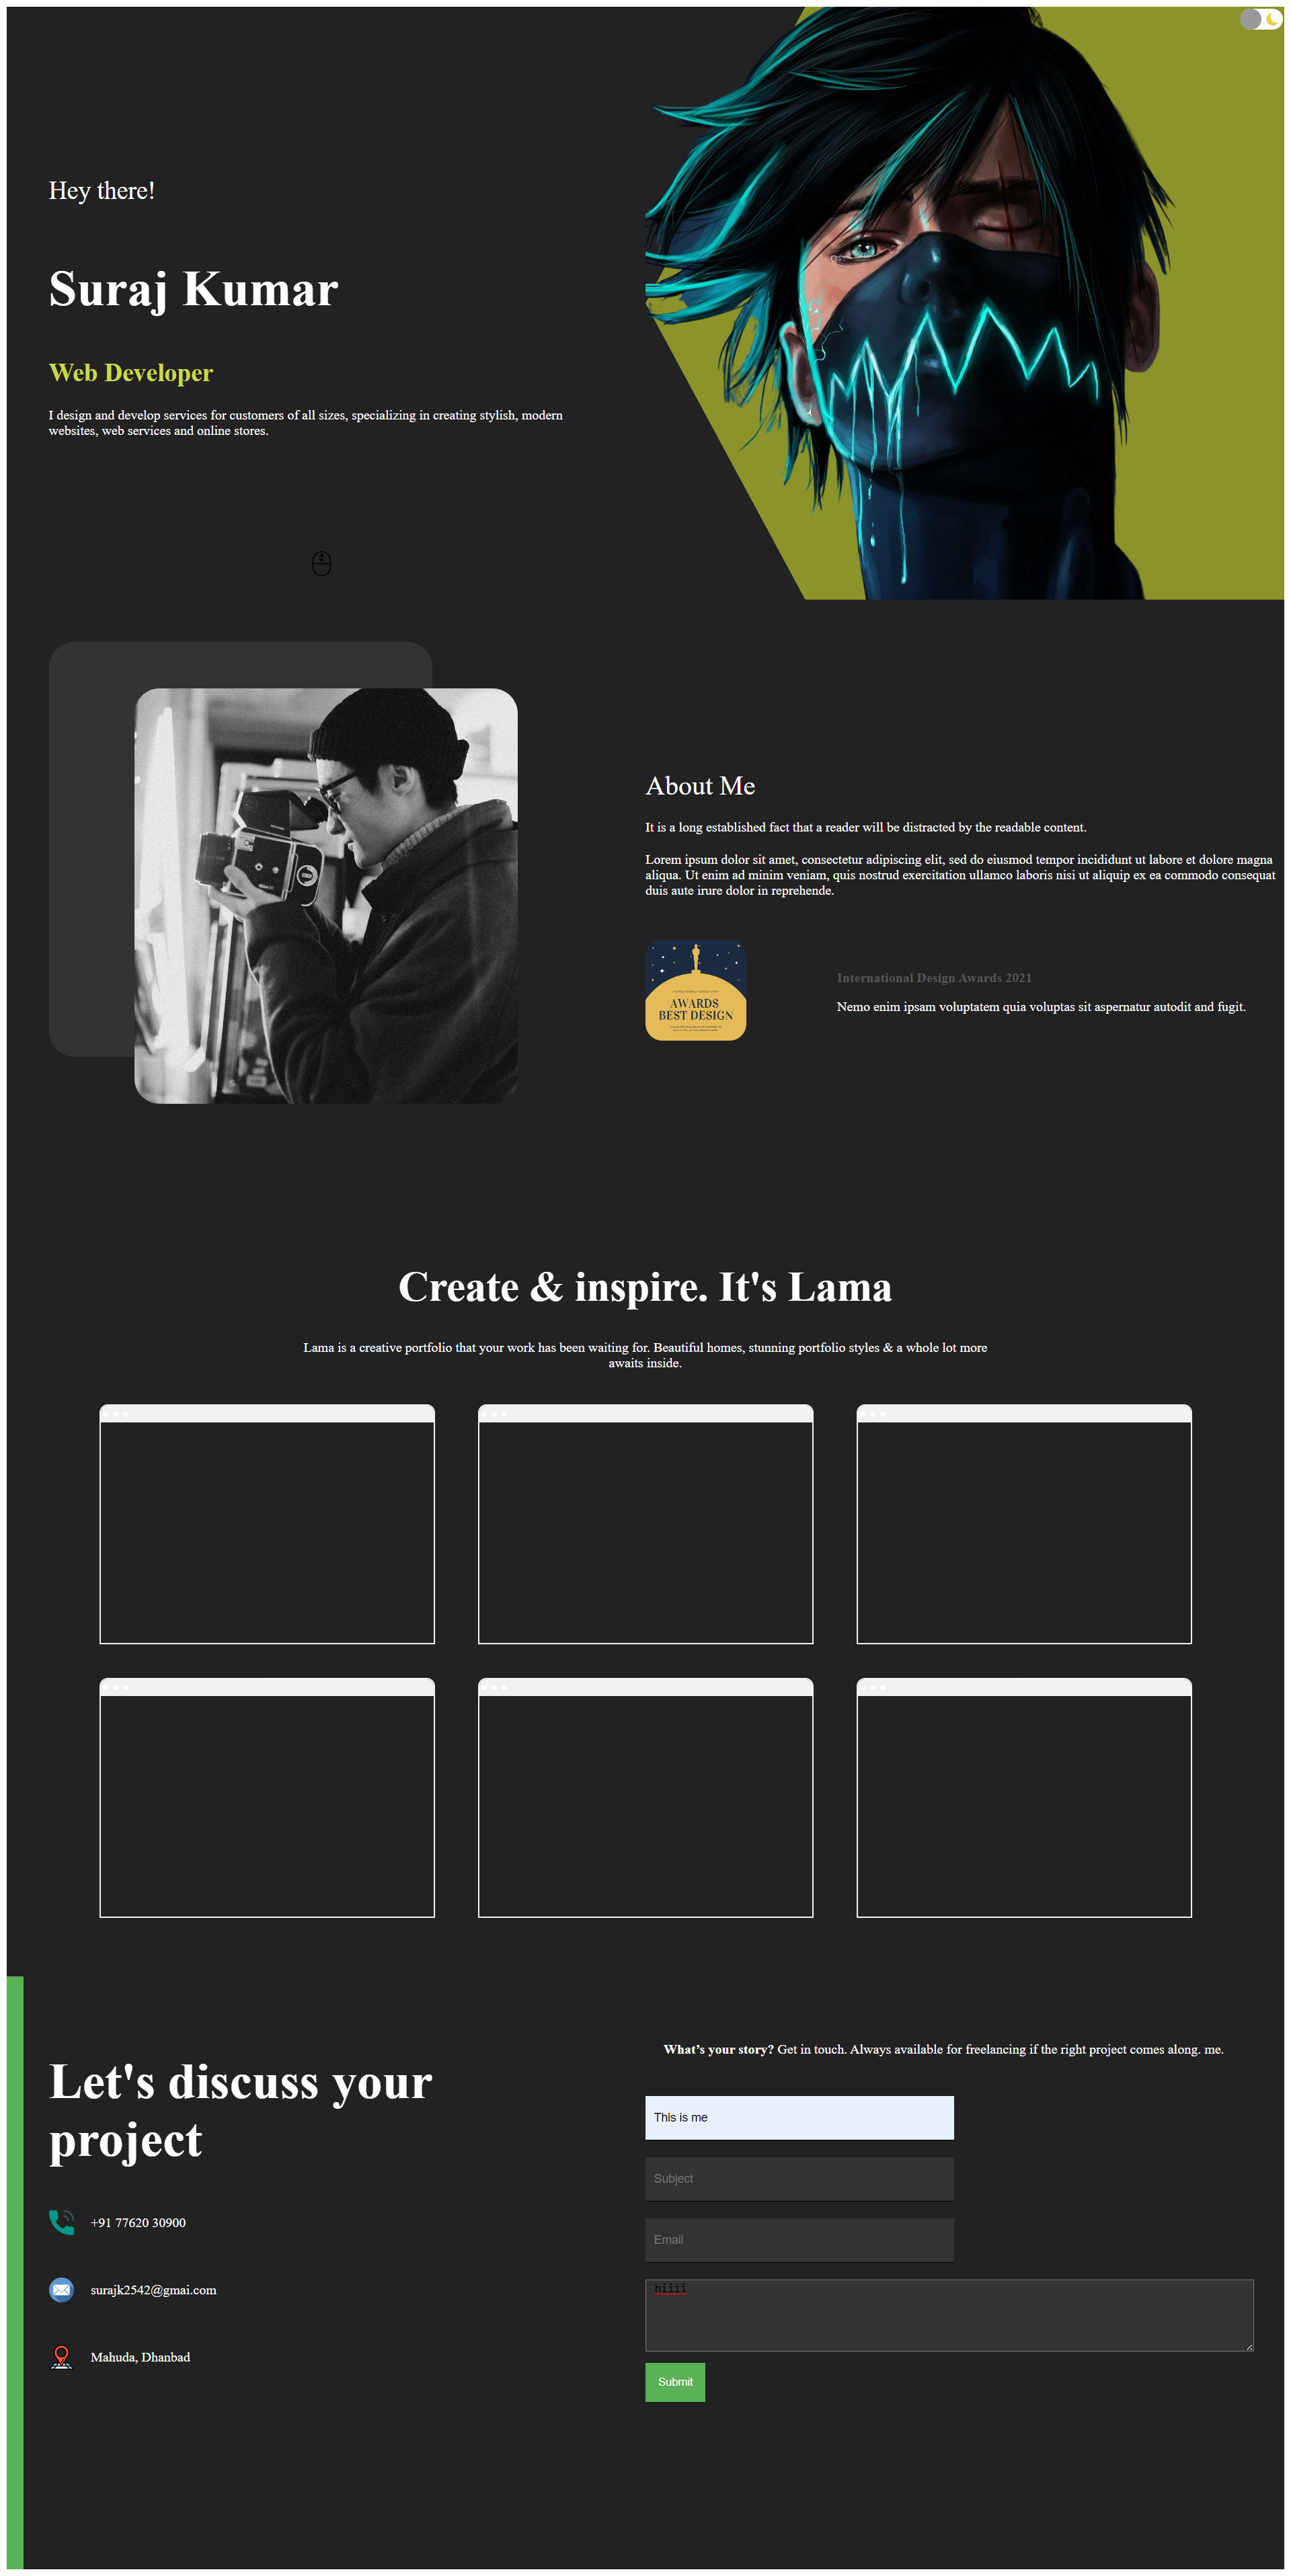 Hey there!
Suraj Kumar
Web Developer
I design and develop services for customers of all sizes, specializing in creating stylish, modern
websites, web services and online stores.
About Me
It is a long established fact that a reader will be distracted by the readable content.
Lorem ipsum dolor sit amet, consectetur adipiscing elit, sed do eiusmod tempor incididunt ut labore et dolore magna
aliqua. Ut enim ad minim veniam, quis nostrud exercitation ullamco laboris nisi ut aliquip ex ea commodo consequat
duis aute irure dolor in reprehende.
AWARDS
BEST DESIGN
International Design Awards 2021
Nemo enim ipsam voluptatem quia voluptas sit aspernatur autodit and fugit.
Create & inspire. It's Lama
Lama is a creative portfolio that your work has been waiting for. Beautiful homes, stunning portfolio styles & a whole lot more
awaits inside.
Let's discuss your
project
+91 77620 30900
surajk2542@gmai.com
Mahuda, Dhanbad
What’s your story? Get in touch. Always available for freelancing if the right project comes along. me.
This is me
Subject
Email
hiiii
Submit